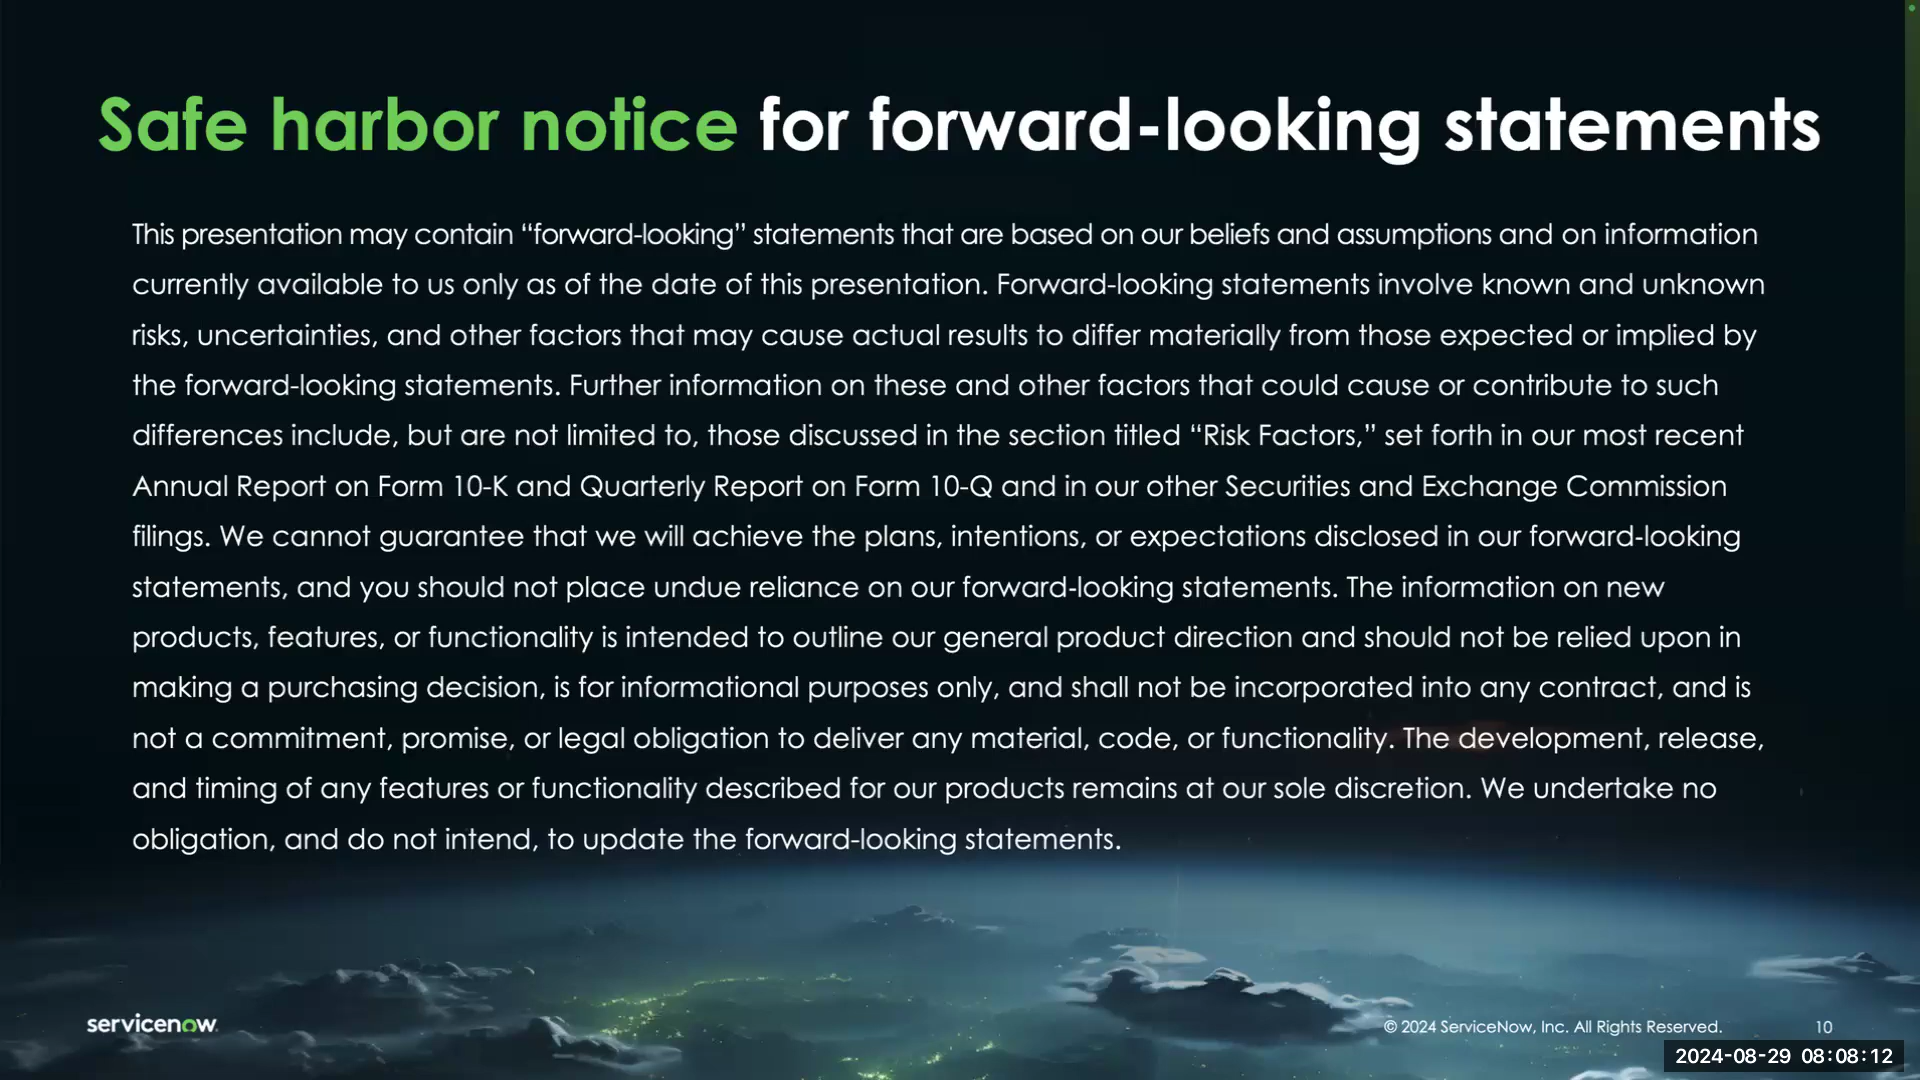 Safe harbor notice for forward-looking statements
This presentation may contain “forward-looking” statements that are based on our beliefs and assumptions and on information
currently available to us only as of the date of this presentation. Forward-looking statements involve known and unknown
risks, uncertainties, and other factors that may cause actual results to differ materially from those expected or implied by
the forward-looking statements. Further information on these and other factors that could cause or contribute to such
differences include, but are not limited to, those discussed in the section titled “Risk Factors,” set forth in our most recent
Annual Report on Form 10-K and Quarterly Report on Form 10-Q and in our other Securities and Exchange Commission
filings. We cannot guarantee that we will achieve the plans, intentions, or expectations disclosed in our forward-looking
statements, and you should not place undue reliance on our forward-looking statements. The information on new
products, features, or functionality is intended to outline our general product direction and should not be relied upon in
making a purchasing decision, is for informational purposes only, and shall not be incorporated into any contract, and is
not a commitment, promise, or legal obligation to deliver any material, code, or functionality. The development, release,
and timing of any features or functionality described for our products remains at our sole discretion. We undertake no
obligation, and do not intend, to update the forward-looking statements.
servicenow
© 2024 ServiceNow, Inc. All Rights Reserved. 10
2024-08-29 08:08:12